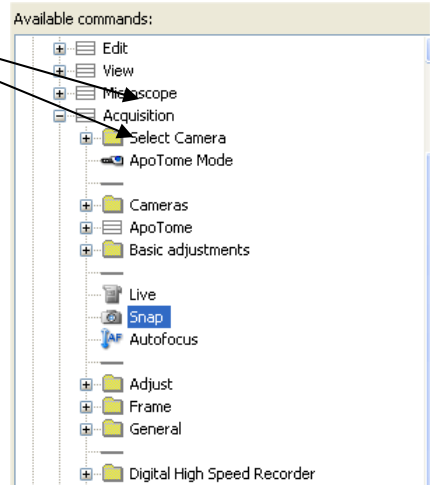 Available commands:
Edit
View
Microscope
Acquisition
Select Camera
ApoTome Mode
Cameras
ApoTome
Basic adjustments
Live
Snap
AF Autofocus
Adjust
Frame
General
Digital High Speed Recorder